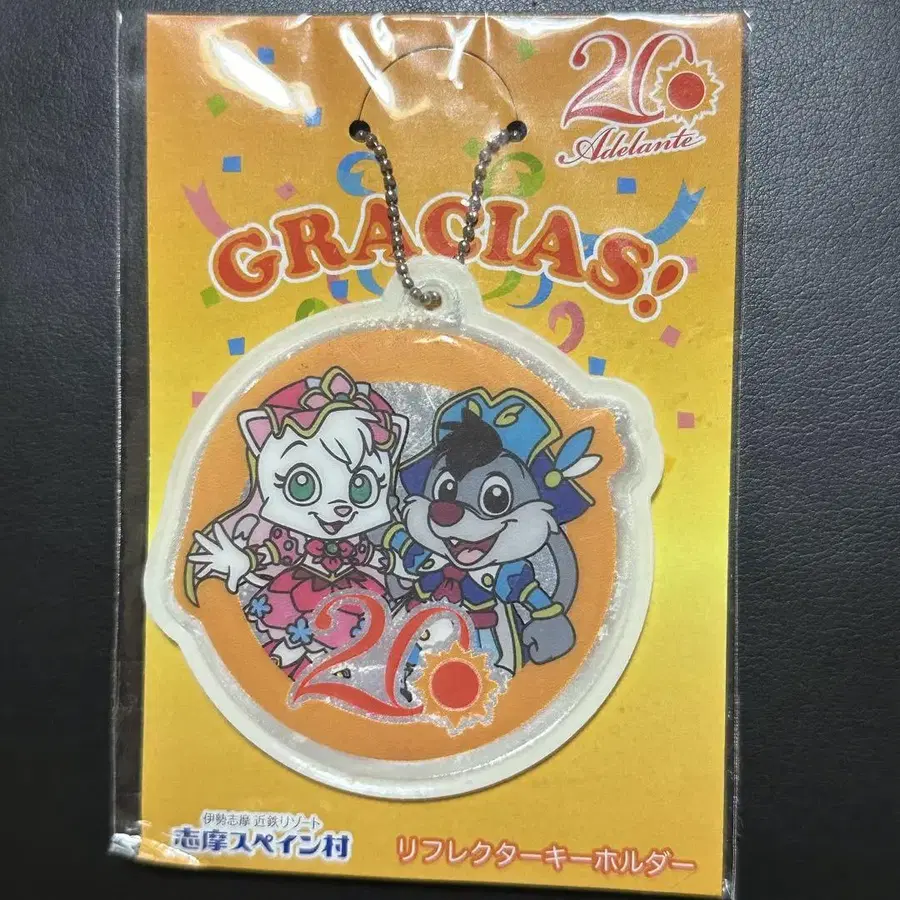 20
Adelante
GRACIAS!
20
伊勢志摩 近鉄リゾート
志摩スペイン村
リフレクターキーホルダー